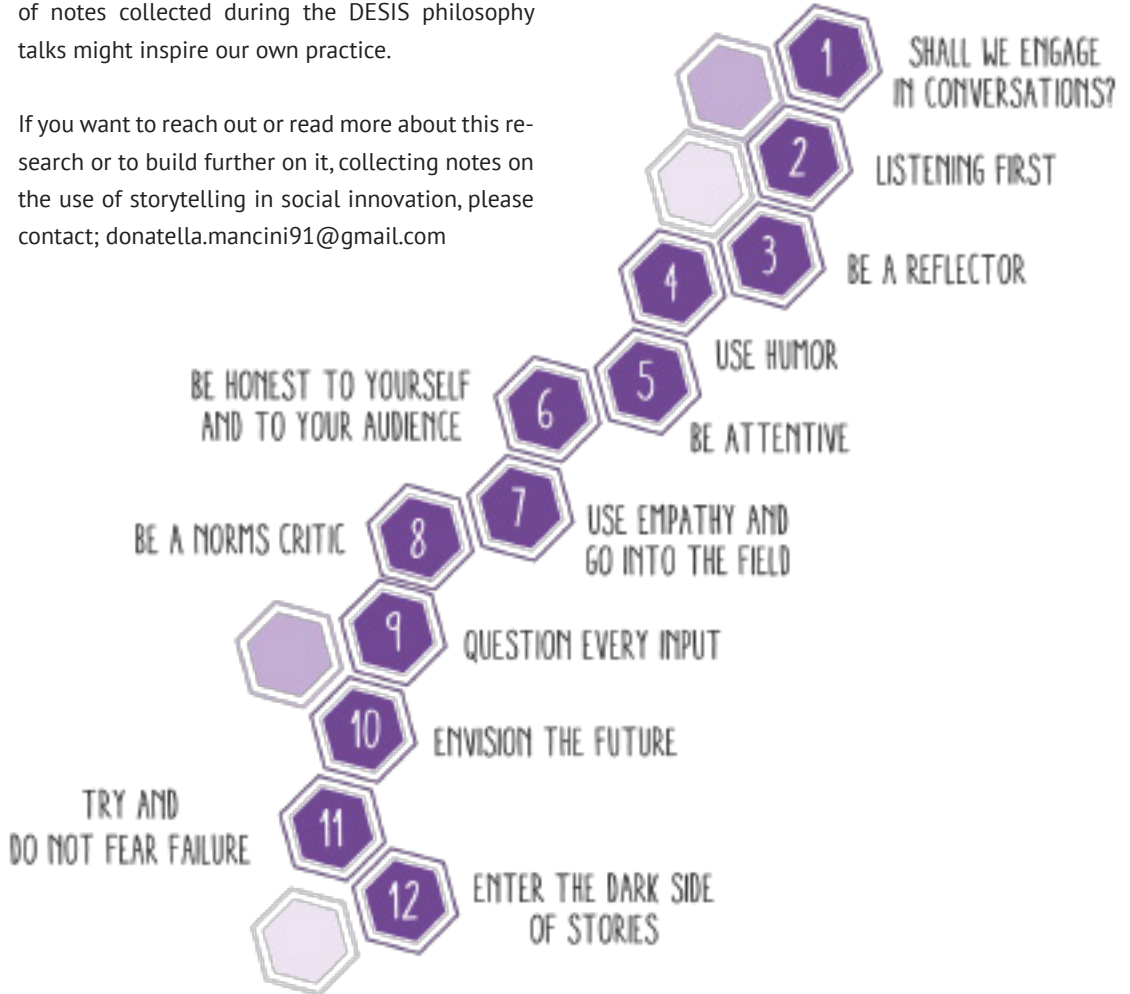 of notes collected during the DESIS philosophy
talks might inspire our own practice.
If you want to reach out or read more about this re-
search or to build further on it, collecting notes on
the use of storytelling in social innovation, please
contact; donatella.mancini91@gmail.com
1
SHALL WE ENGAGE
IN CONVERSATIONS?
2
LISTENING FIRST
3
BE A REFLECTOR
4
USE HUMOR
5
BE ATTENTIVE
6
BE HONEST TO YOURSELF
AND TO YOUR AUDIENCE
7
USE EMPATHY AND
GO INTO THE FIELD
8
BE A NORMS CRITIC
9
QUESTION EVERY INPUT
10
ENVISION THE FUTURE
11
TRY AND
DO NOT FEAR FAILURE
12
ENTER THE DARK SIDE
OF STORIES